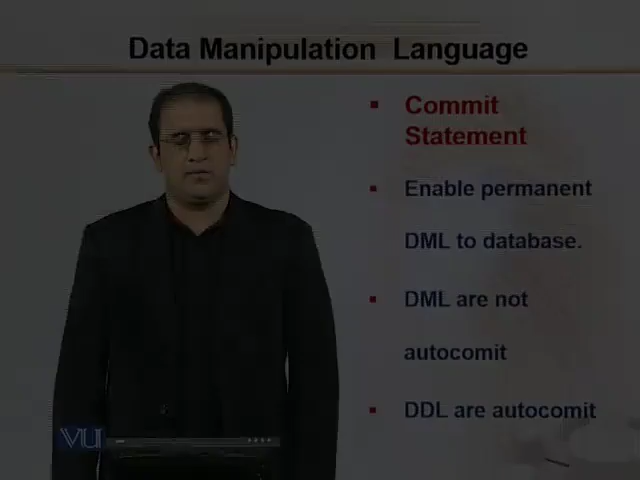 Data Manipulation Language
Commit
Statement
Enable permanent
DML to database.
DML are not
autocomit
DDL are autocomit
VU